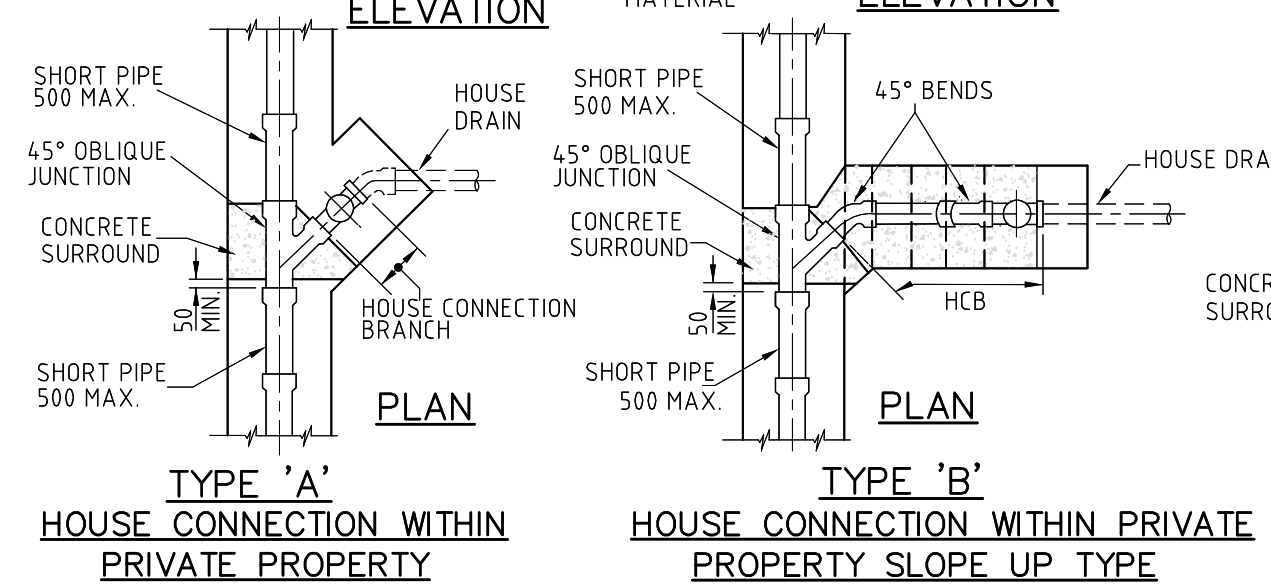 ELEVATION
SHORT PIPE
500 MAX.
45° OBLIQUE
JUNCTION
CONCRETE
SURROUND
50
MIN.
SHORT PIPE
500 MAX.
HOUSE
DRAIN
HOUSE CONNECTION
BRANCH
PLAN
TYPE 'A'
HOUSE CONNECTION WITHIN
PRIVATE PROPERTY
MATERIAL
ELEVATION
SHORT PIPE
500 MAX.
45° OBLIQUE
JUNCTION
CONCRETE
SURROUND
50
MIN.
SHORT PIPE
500 MAX.
45° BENDS
HOUSE DRA
HCB
PLAN
TYPE 'B'
HOUSE CONNECTION WITHIN PRIVATE
PROPERTY SLOPE UP TYPE
CONCR
SURRO